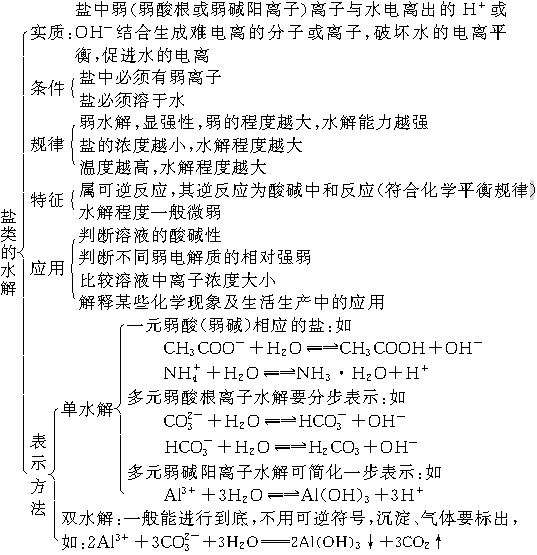 盐中弱(弱酸根或弱碱阳离子)离子与水电离出的 H⁺或
实质:OH⁻结合生成难电离的分子或离子,破坏水的电离平
衡,促进水的电离
条件
盐中必须有弱离子
盐必须溶于水
规律
弱水解,显强性,弱的程度越大,水解能力越强
盐的浓度越小,水解程度越大
温度越高,水解程度越大
特征
属可逆反应,其逆反应为酸碱中和反应(符合化学平衡规律)
水解程度一般微弱
盐类的水解
应用
判断溶液的酸碱性
判断不同弱电解质的相对强弱
比较溶液中离子浓度大小
解释某些化学现象及生活生产中的应用
表示方法
单水解
一元弱酸(弱碱)相应的盐:如
CH₃COO⁻+H₂O⇌CH₃COOH+OH⁻
NH₄⁺+H₂O⇌NH₃·H₂O+H⁺
多元弱酸根离子水解要分步表示:如
CO₃²⁻+H₂O⇌HCO₃⁻+OH⁻
HCO₃⁻+H₂O⇌H₂CO₃+OH⁻
多元弱碱阳离子水解可简化一步表示:如
Al³⁺+3H₂O⇌Al(OH)₃+3H⁺
双水解:一般能进行到底,不用可逆符号,沉淀、气体要标出,
如:2Al³⁺+3CO₃²⁻+3H₂O══2Al(OH)₃↓+3CO₂↑